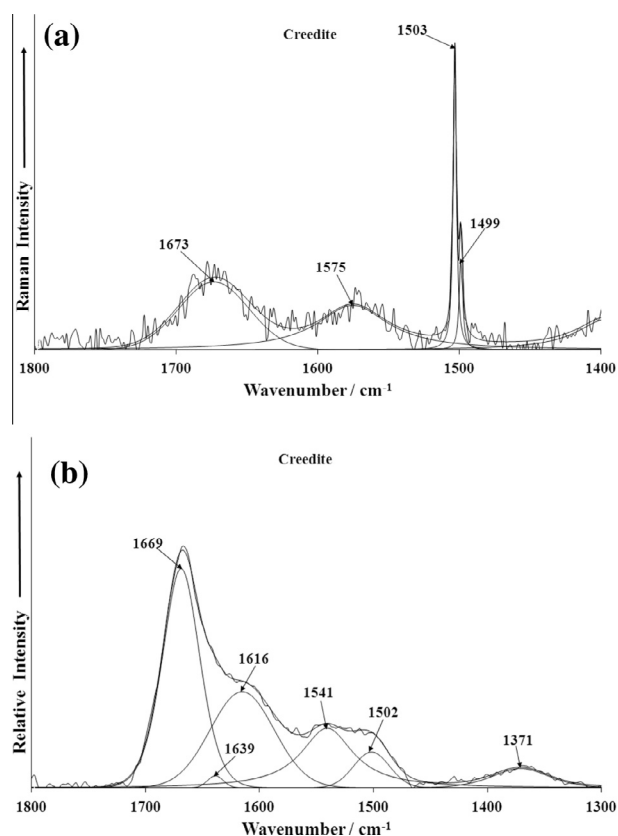 (a)
Creedite
1503
1499
1673
1575
Raman Intensity
1800 1700 1600 1500 1400
Wavenumber / cm-1
(b)
Creedite
1669
1616
1639
1541
1502
1371
Relative Intensity
1800 1700 1600 1500 1400 1300
Wavenumber / cm-1